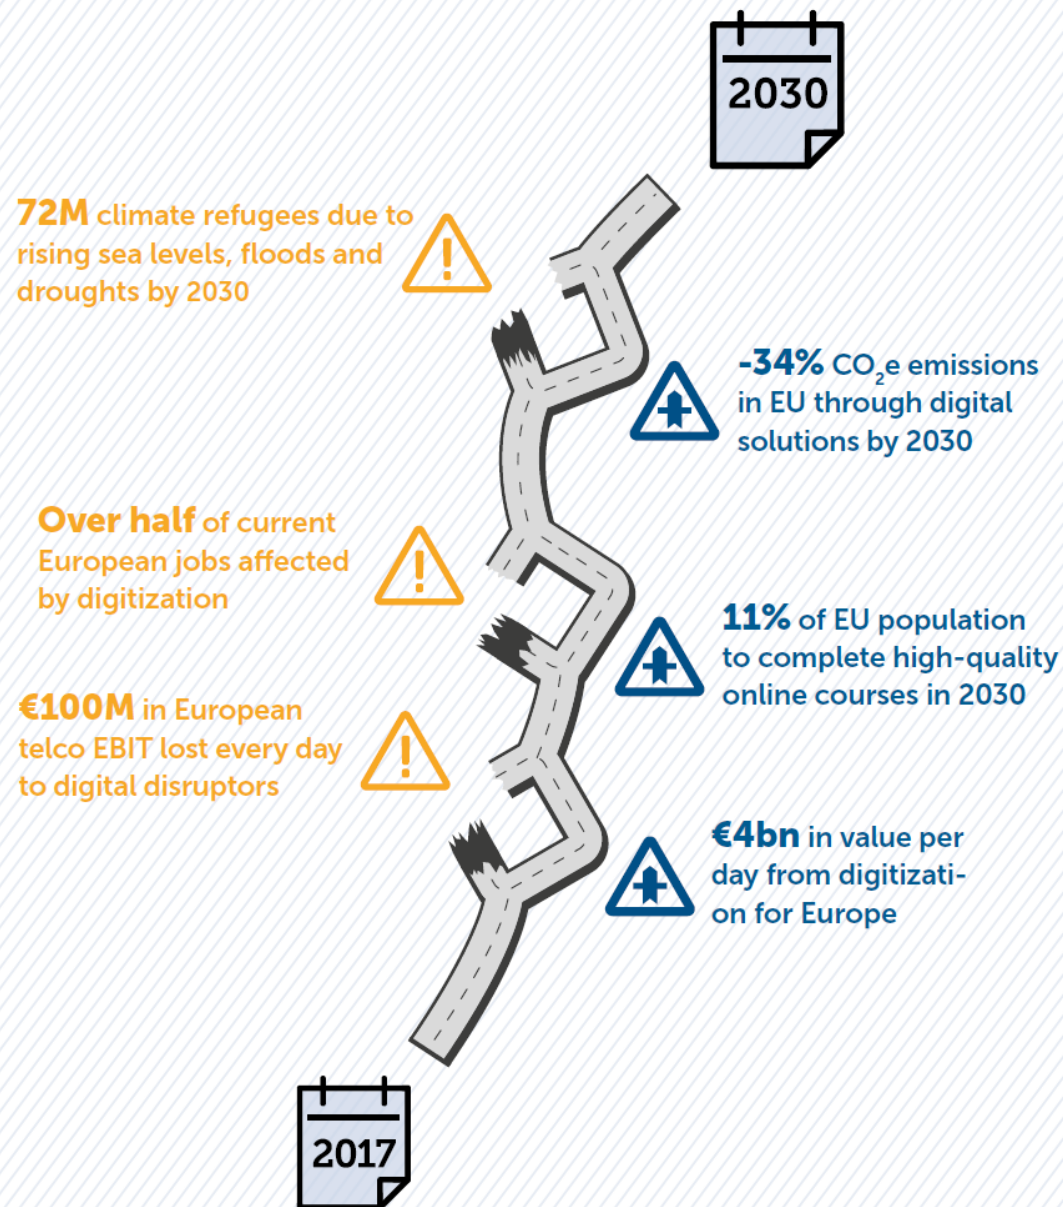 2030
72M climate refugees due to
rising sea levels, floods and
droughts by 2030
-34% CO₂e emissions
in EU through digital
solutions by 2030
Over half of current
European jobs affected
by digitization
11% of EU population
to complete high-quality
online courses in 2030
€100M in European
telco EBIT lost every day
to digital disruptors
€4bn in value per
day from digitizati-
on for Europe
2017